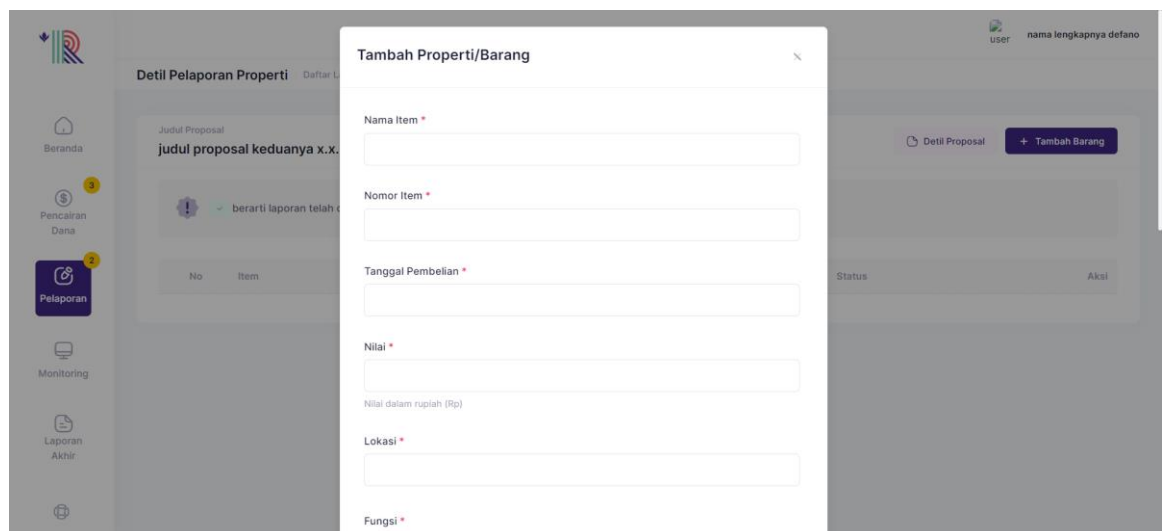 user
nama lengkapnya defano
Tambah Properti/Barang
Detil Pelaporan Properti
Daftar
Beranda
Judul Proposal
judul proposal keduanya x.x.
Detil Proposal
+ Tambah Barang
Nama Item *
3
Pencairan
Dana
berarti laporan telah
Nomor Item *
2
Pelaporan
No
Item
Status
Aksi
Tanggal Pembelian *
Monitoring
Nilai *
Nilai dalam rupiah (Rp)
Laporan
Akhir
Lokasi *
Fungsi *